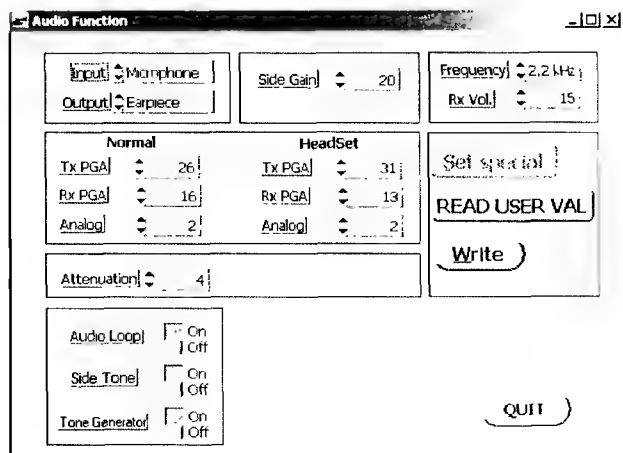 Audio Function
Input Microphone
Output Earpiece
Side Gain 20
Frequency 2,2 kHz
Rx Vol. 15
Normal
Tx PGA 26
Rx PGA 16
Analog 2
HeadSet
Tx PGA 31
Rx PGA 13
Analog 2
Set special
READ USER VAL
Write
Attenuation 4
Audio Loop On
Off
Side Tone On
Off
Tone Generator On
Off
QUIT